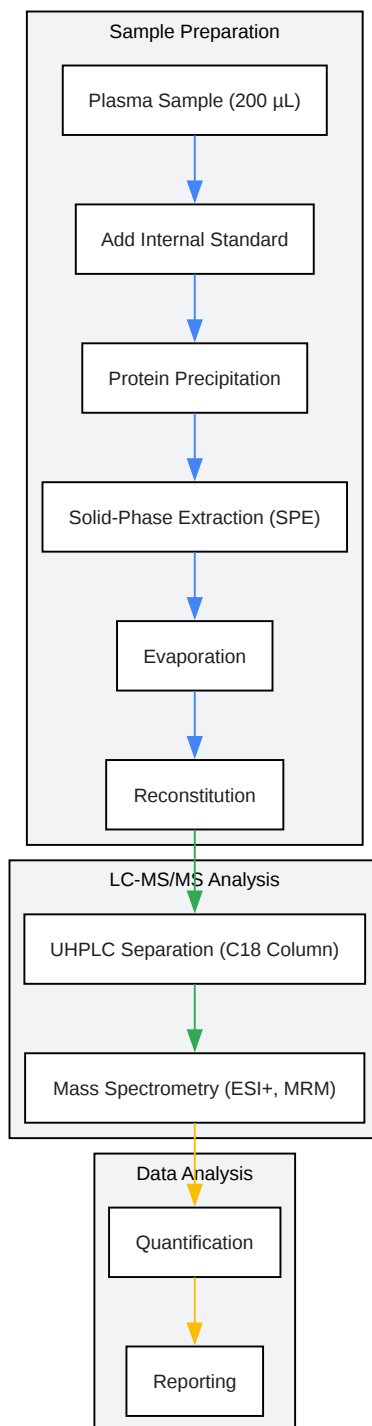 Sample Preparation
Plasma Sample (200 µL)
Add Internal Standard
Protein Precipitation
Solid-Phase Extraction (SPE)
Evaporation
Reconstitution
LC-MS/MS Analysis
UHPLC Separation (C18 Column)
Mass Spectrometry (ESI+, MRM)
Data Analysis
Quantification
Reporting